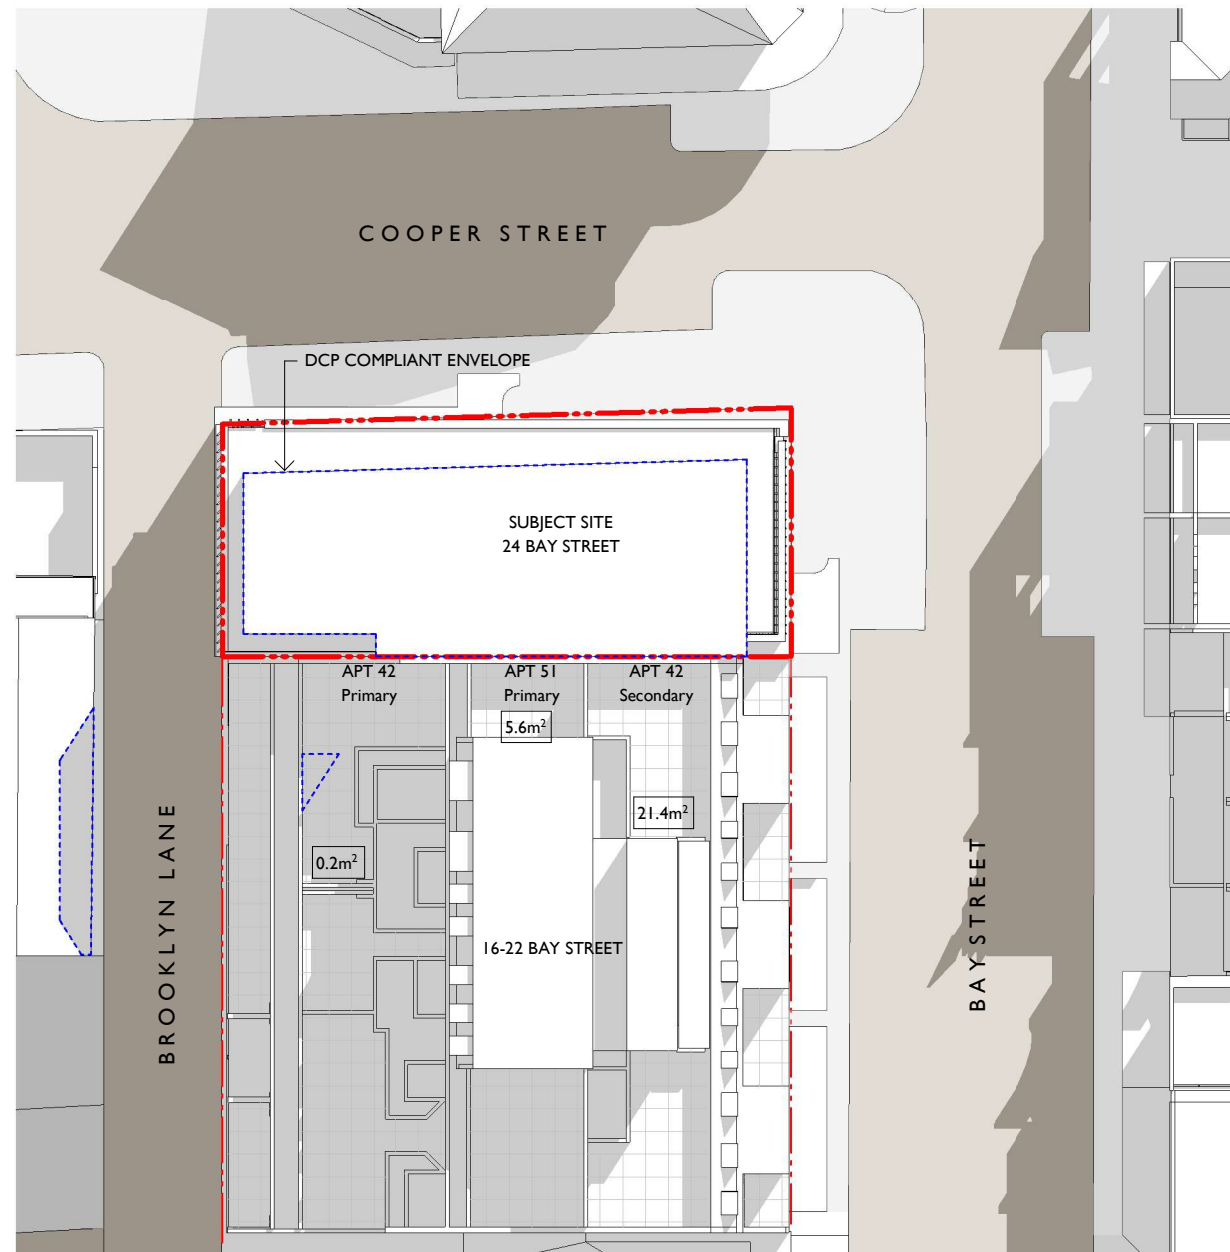 COOPER STREET
DCP COMPLIANT ENVELOPE
SUBJECT SITE
24 BAY STREET
APT 42
Primary
APT 51
Primary
APT 42
Secondary
5.6m²
21.4m²
0.2m²
16-22 BAY STREET
BROOKLYN LANE
BAY STREET